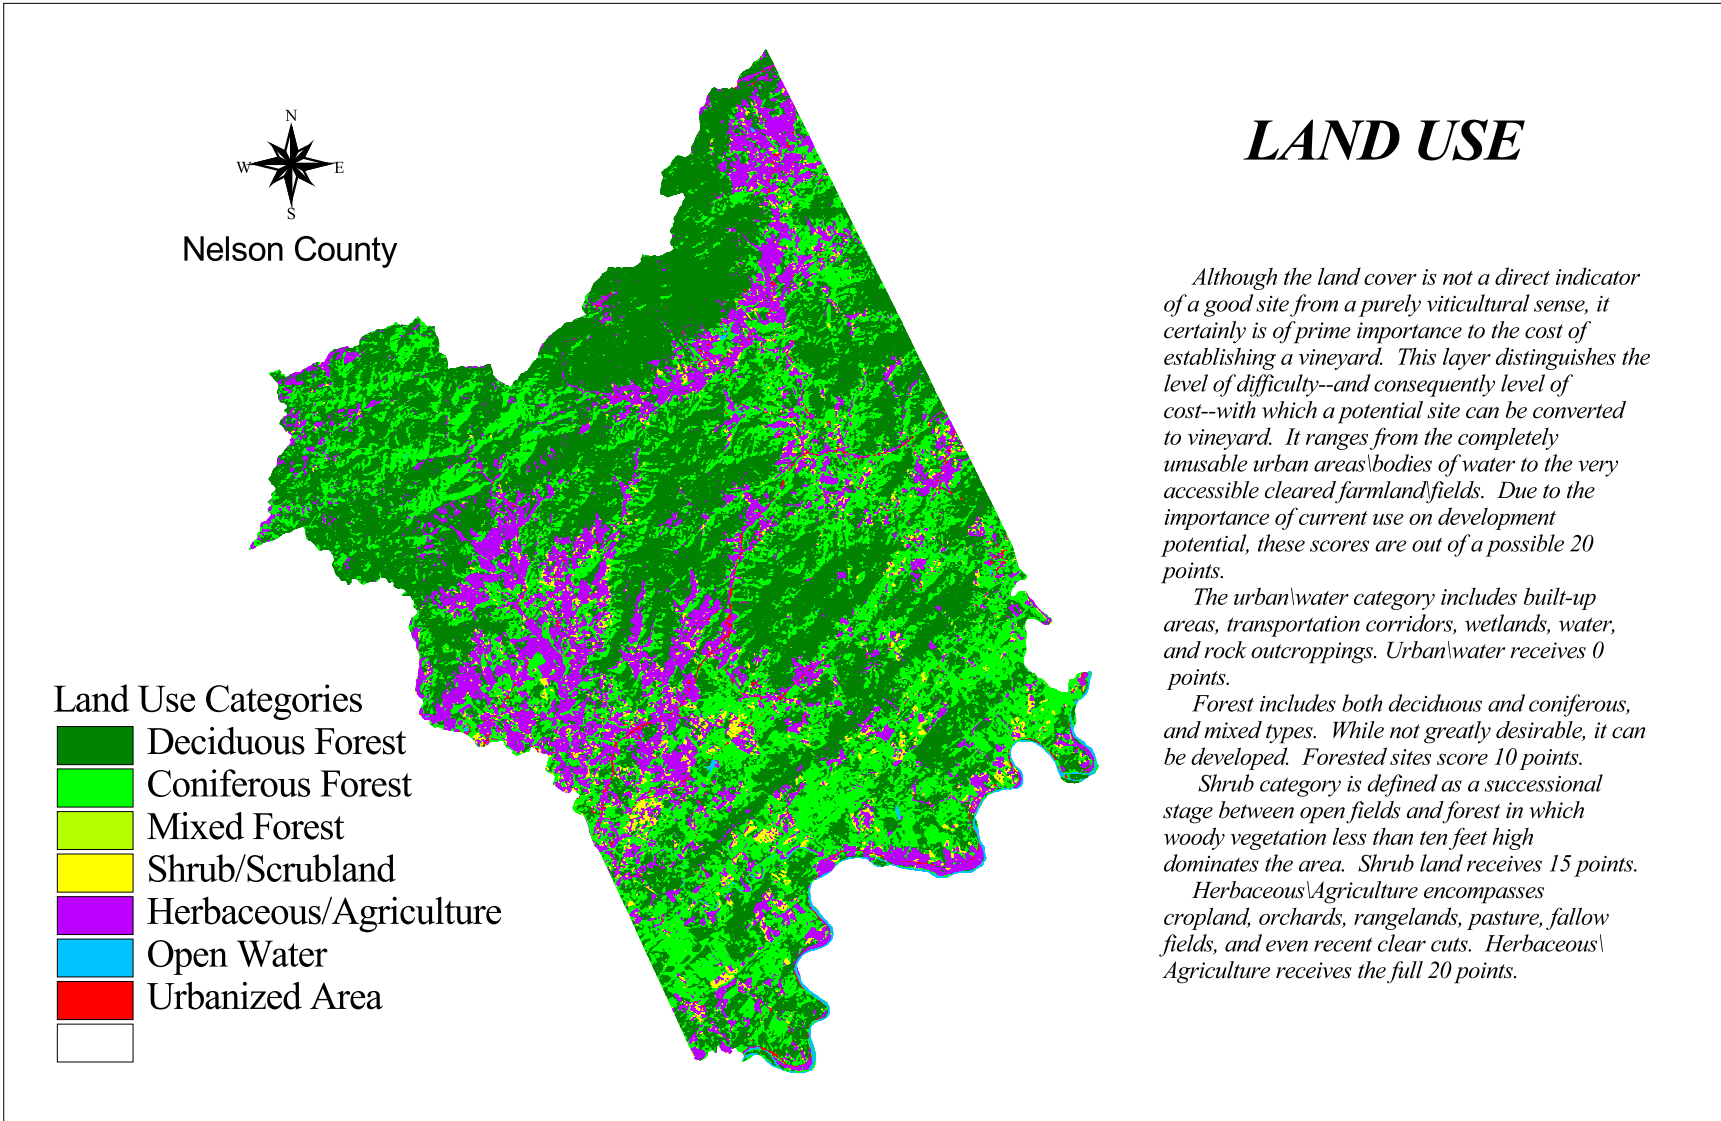 LAND USE
N
W
E
S
Nelson County
Although the land cover is not a direct indicator
of a good site from a purely viticultural sense, it
certainly is of prime importance to the cost of
establishing a vineyard. This layer distinguishes the
level of difficulty--and consequently level of
cost--with which a potential site can be converted
to vineyard. It ranges from the completely
unusable urban areas\bodies of water to the very
accessible cleared farmland\fields. Due to the
importance of current use on development
potential, these scores are out of a possible 20
points.
The urban\water category includes built-up
areas, transportation corridors, wetlands, water,
and rock outcroppings. Urban\water receives 0
points.
Forest includes both deciduous and coniferous,
and mixed types. While not greatly desirable, it can
be developed. Forested sites score 10 points.
Shrub category is defined as a successional
stage between open fields and forest in which
woody vegetation less than ten feet high
dominates the area. Shrub land receives 15 points.
Herbaceous\Agriculture encompasses
cropland, orchards, rangelands, pasture, fallow
fields, and even recent clear cuts. Herbaceous\
Agriculture receives the full 20 points.
Land Use Categories
Deciduous Forest
Coniferous Forest
Mixed Forest
Shrub/Scrubland
Herbaceous/Agriculture
Open Water
Urbanized Area